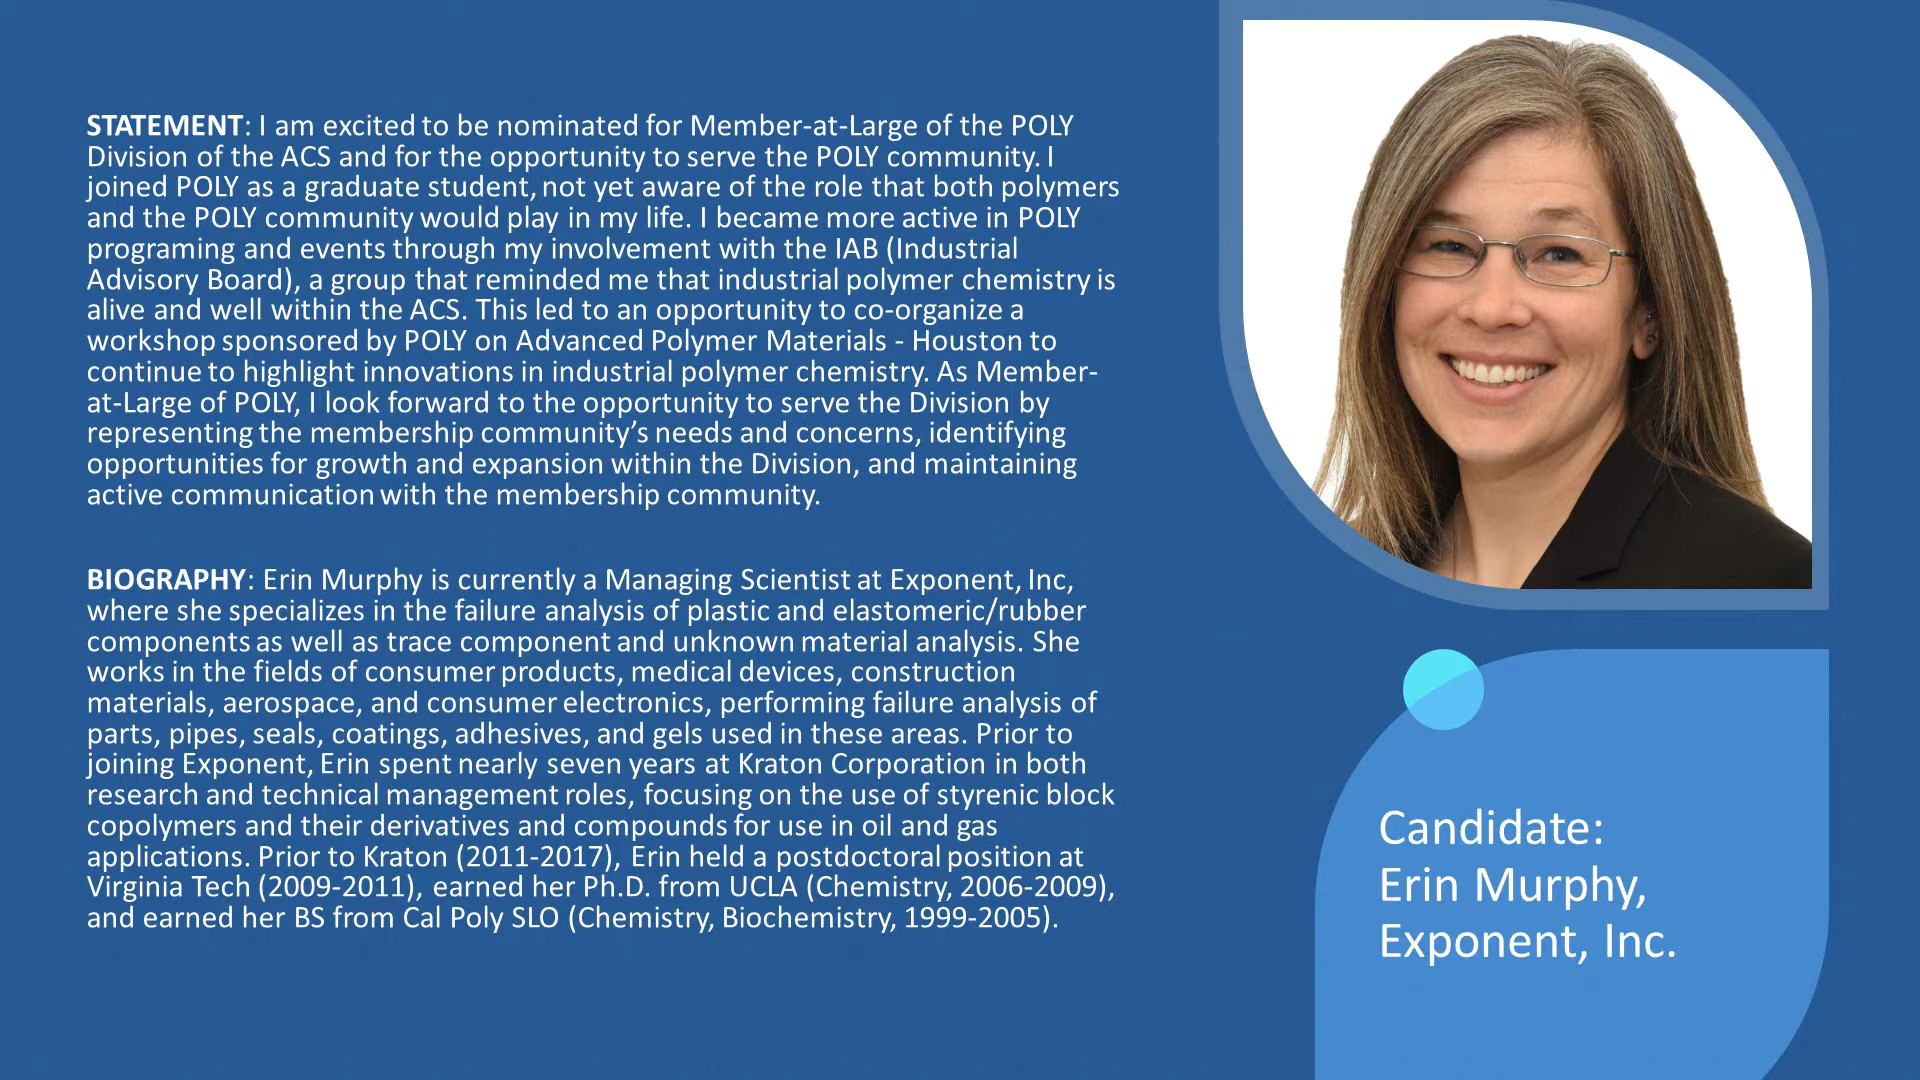 STATEMENT: I am excited to be nominated for Member-at-Large of the POLY
Division of the ACS and for the opportunity to serve the POLY community. I
joined POLY as a graduate student, not yet aware of the role that both polymers
and the POLY community would play in my life. I became more active in POLY
programing and events through my involvement with the IAB (Industrial
Advisory Board), a group that reminded me that industrial polymer chemistry is
alive and well within the ACS. This led to an opportunity to co-organize a
workshop sponsored by POLY on Advanced Polymer Materials - Houston to
continue to highlight innovations in industrial polymer chemistry. As Member-
at-Large of POLY, I look forward to the opportunity to serve the Division by
representing the membership community’s needs and concerns, identifying
opportunities for growth and expansion within the Division, and maintaining
active communication with the membership community.
BIOGRAPHY: Erin Murphy is currently a Managing Scientist at Exponent, Inc,
where she specializes in the failure analysis of plastic and elastomeric/rubber
components as well as trace component and unknown material analysis. She
works in the fields of consumer products, medical devices, construction
materials, aerospace, and consumer electronics, performing failure analysis of
parts, pipes, seals, coatings, adhesives, and gels used in these areas. Prior to
joining Exponent, Erin spent nearly seven years at Kraton Corporation in both
research and technical management roles, focusing on the use of styrenic block
copolymers and their derivatives and compounds for use in oil and gas
applications. Prior to Kraton (2011-2017), Erin held a postdoctoral position at
Virginia Tech (2009-2011), earned her Ph.D. from UCLA (Chemistry, 2006-2009),
and earned her BS from Cal Poly SLO (Chemistry, Biochemistry, 1999-2005).
Candidate:
Erin Murphy,
Exponent, Inc.